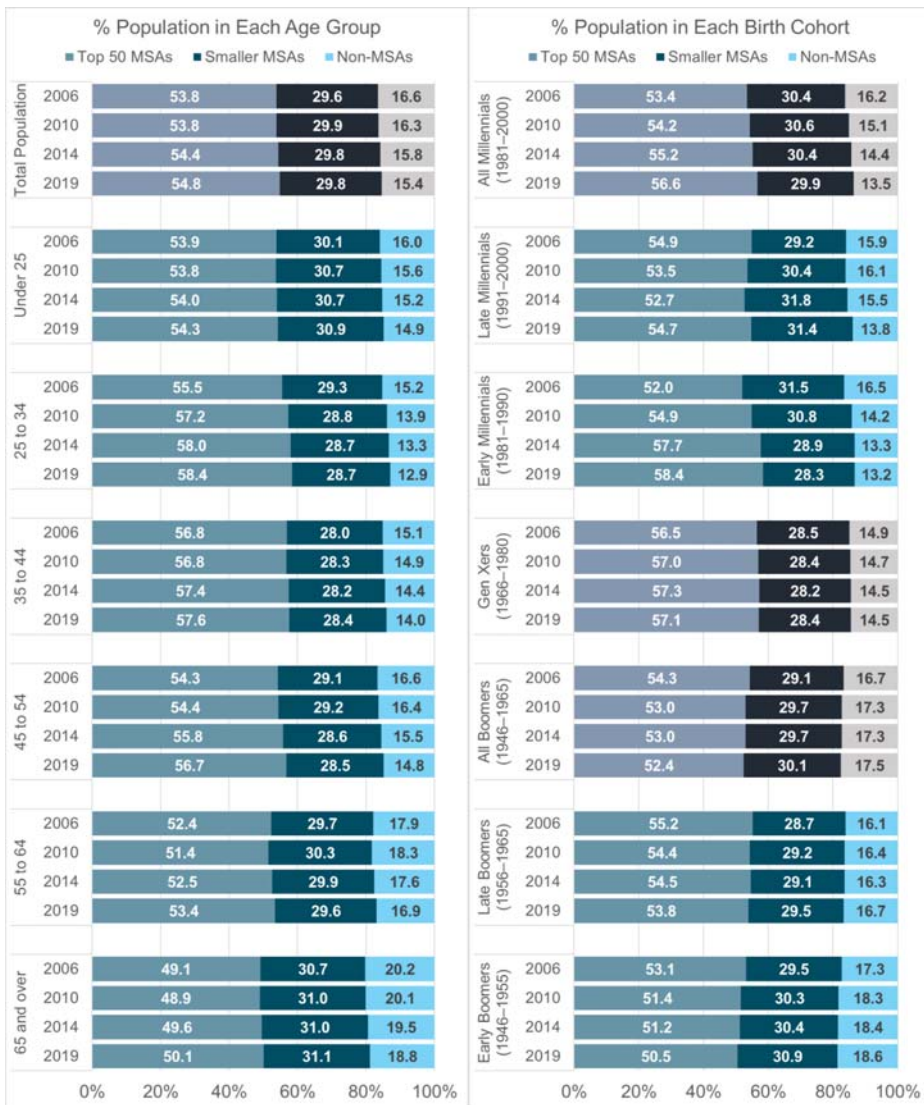 % Population in Each Age Group
Top 50 MSAs Smaller MSAs Non-MSAs
Total Population
2006 53.8 29.6 16.6
2010 53.8 29.9 16.3
2014 54.4 29.8 15.8
2019 54.8 29.8 15.4
Under 25
2006 53.9 30.1 16.0
2010 53.8 30.7 15.6
2014 54.0 30.7 15.2
2019 54.3 30.9 14.9
25 to 34
2006 55.5 29.3 15.2
2010 57.2 28.8 13.9
2014 58.0 28.7 13.3
2019 58.4 28.7 12.9
35 to 44
2006 56.8 28.0 15.1
2010 56.8 28.3 14.9
2014 57.4 28.2 14.4
2019 57.6 28.4 14.0
45 to 54
2006 54.3 29.1 16.6
2010 54.4 29.2 16.4
2014 55.8 28.6 15.5
2019 56.7 28.5 14.8
55 to 64
2006 52.4 29.7 17.9
2010 51.4 30.3 18.3
2014 52.5 29.9 17.6
2019 53.4 29.6 16.9
65 and over
2006 49.1 30.7 20.2
2010 48.9 31.0 20.1
2014 49.6 31.0 19.5
2019 50.1 31.1 18.8
0% 20% 40% 60% 80% 100%
% Population in Each Birth Cohort
Top 50 MSAs Smaller MSAs Non-MSAs
All Millennials
(1981–2000)
2006 53.4 30.4 16.2
2010 54.2 30.6 15.1
2014 55.2 30.4 14.4
2019 56.6 29.9 13.5
Late Millennials
(1991–2000)
2006 54.9 29.2 15.9
2010 53.5 30.4 16.1
2014 52.7 31.8 15.5
2019 54.7 31.4 13.8
Early Millennials
(1981–1990)
2006 52.0 31.5 16.5
2010 54.9 30.8 14.2
2014 57.7 28.9 13.3
2019 58.4 28.3 13.2
Gen Xers
(1966–1980)
2006 56.5 28.5 14.9
2010 57.0 28.4 14.7
2014 57.3 28.2 14.5
2019 57.1 28.4 14.5
All Boomers
(1946–1965)
2006 54.3 29.1 16.7
2010 53.0 29.7 17.3
2014 53.0 29.7 17.3
2019 52.4 30.1 17.5
Late Boomers
(1956–1965)
2006 55.2 28.7 16.1
2010 54.4 29.2 16.4
2014 54.5 29.1 16.3
2019 53.8 29.5 16.7
Early Boomers
(1946–1955)
2006 53.1 29.5 17.3
2010 51.4 30.3 18.3
2014 51.2 30.4 18.4
2019 50.5 30.9 18.6
0% 20% 40% 60% 80% 100%